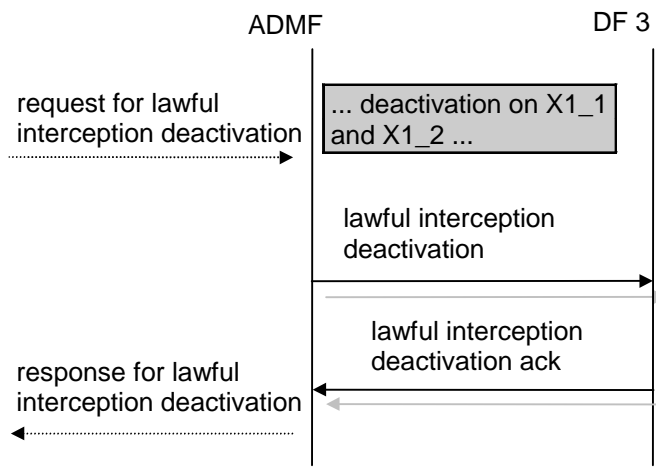 ADMF
DF 3
request for lawful
interception deactivation
... deactivation on X1_1
and X1_2 ...
lawful interception
deactivation
lawful interception
deactivation ack
response for lawful
interception deactivation